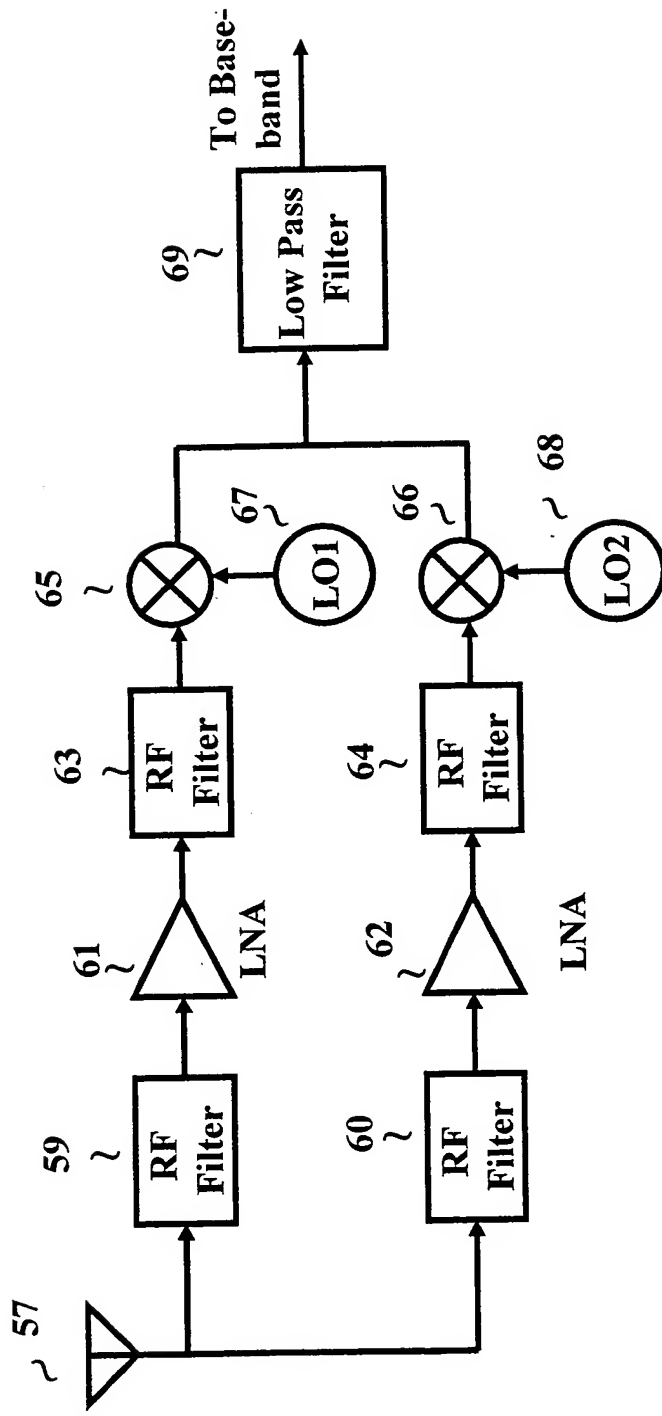 57
59
RF
Filter
61
LNA
63
RF
Filter
65
67
LO1
69
Low Pass
Filter
To Base-
band
60
RF
Filter
62
LNA
64
RF
Filter
66
68
LO2